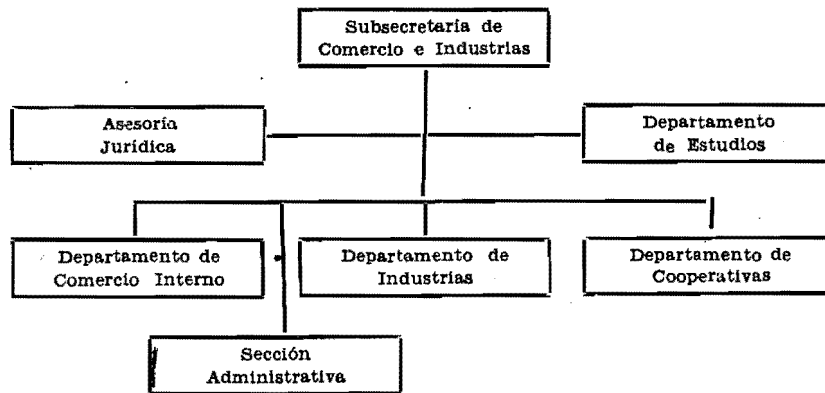 Subsecretaría de
Comercio e Industrias
Asesoría
Jurídica
Departamento
de Estudios
Departamento de
Comercio Interno
Departamento de
Industrias
Departamento de
Cooperativas
Sección
Administrativa